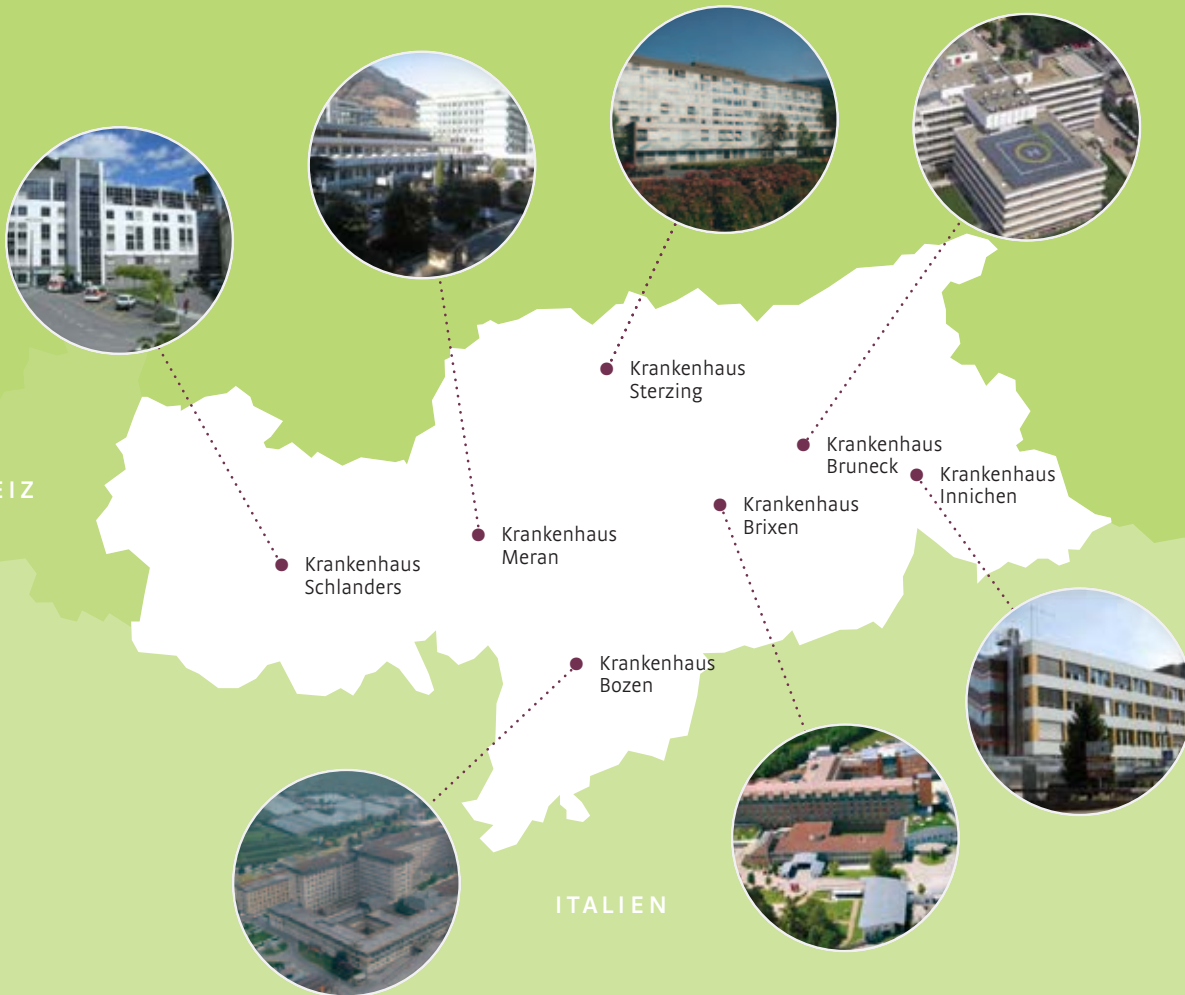 Krankenhaus
Sterzing
Krankenhaus
Bruneck
Krankenhaus
Innichen
EIZ
Krankenhaus
Brixen
Krankenhaus
Meran
Krankenhaus
Schlanders
Krankenhaus
Bozen
ITALIEN